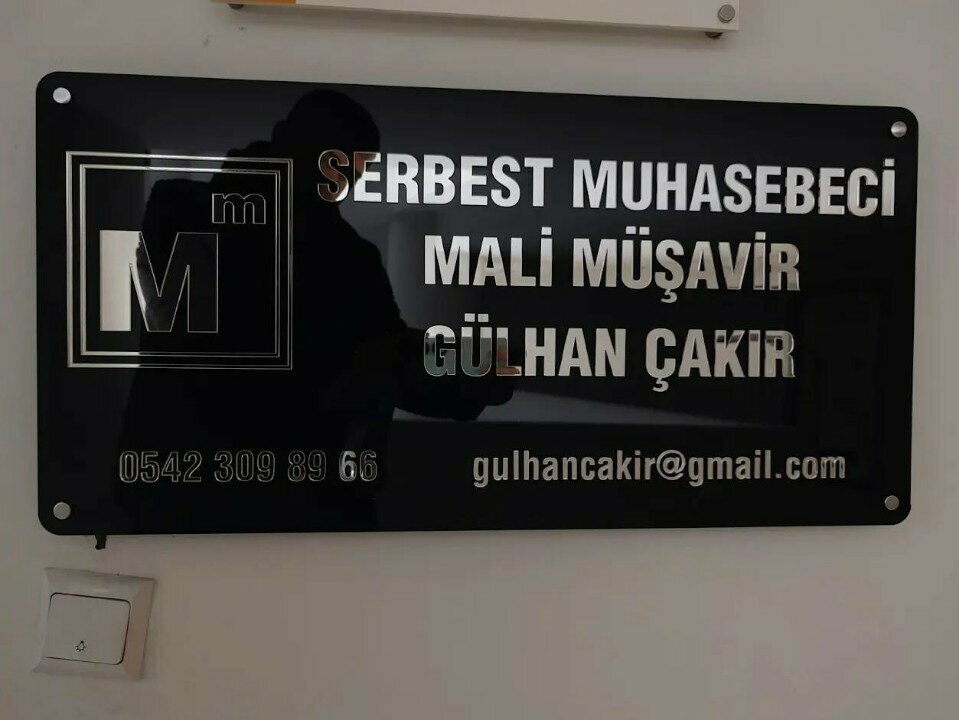 Mm
SERBEST MUHASEBECİ
MALİ MÜŞAVİR
GÜLHAN ÇAKIR
0542 309 89 66
gulhancakir@gmail.com